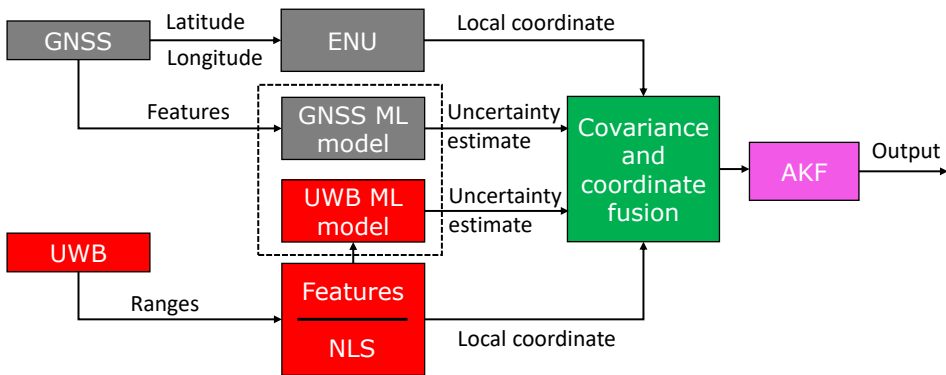 GNSS
Latitude
Longitude
ENU
Local coordinate
Features
GNSS ML
model
Uncertainty
estimate
UWB ML
model
Uncertainty
estimate
Covariance
and
coordinate
fusion
AKF
Output
UWB
Ranges
Features
NLS
Local coordinate